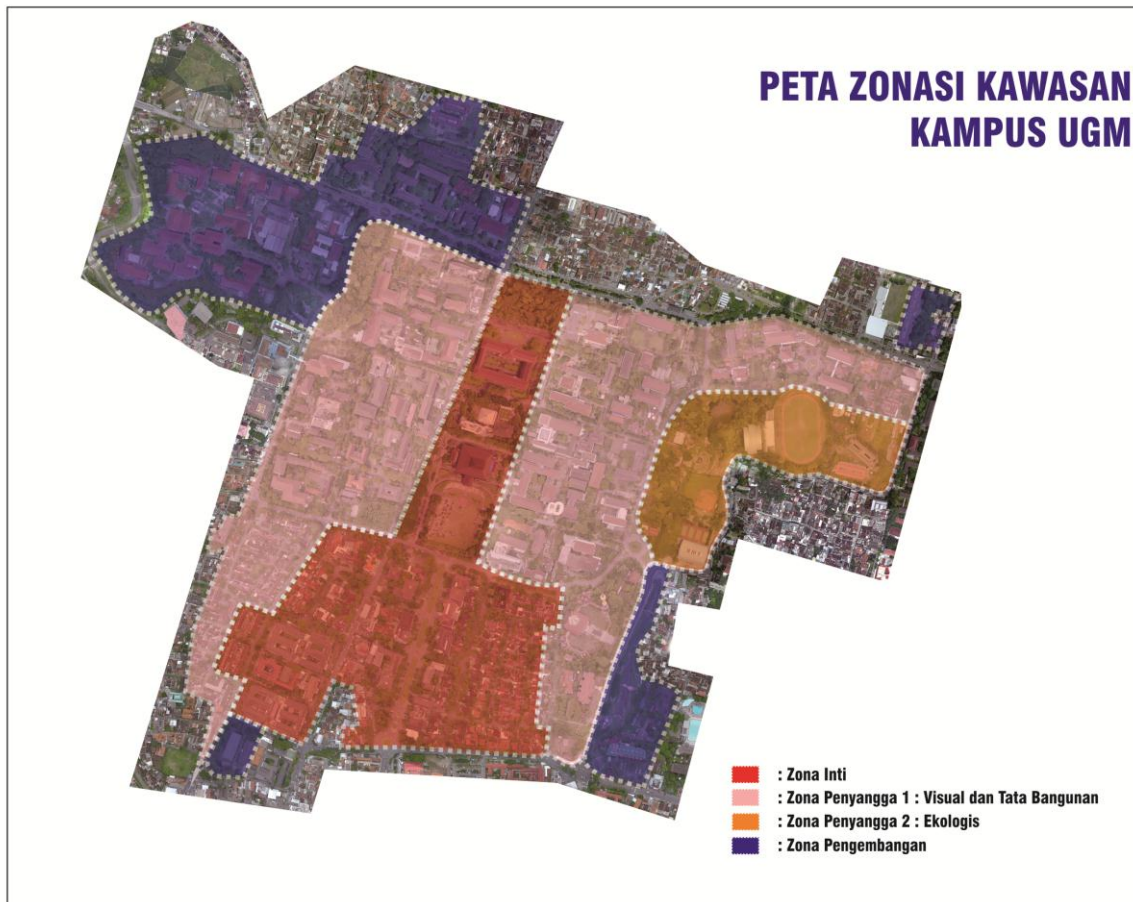 PETA ZONASI KAWASAN
KAMPUS UGM
: Zona Inti
: Zona Penyangga 1 : Visual dan Tata Bangunan
: Zona Penyangga 2 : Ekologis
: Zona Pengembangan